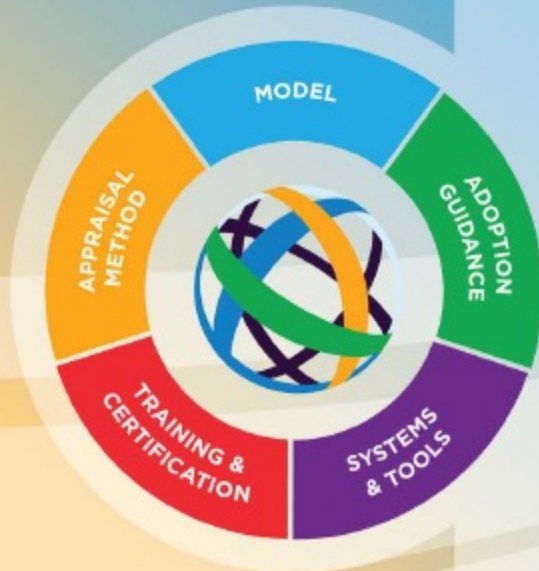 MODEL
ADOPTION
GUIDANCE
SYSTEMS
& TOOLS
TRAINING &
CERTIFICATION
APPRAISAL
METHOD